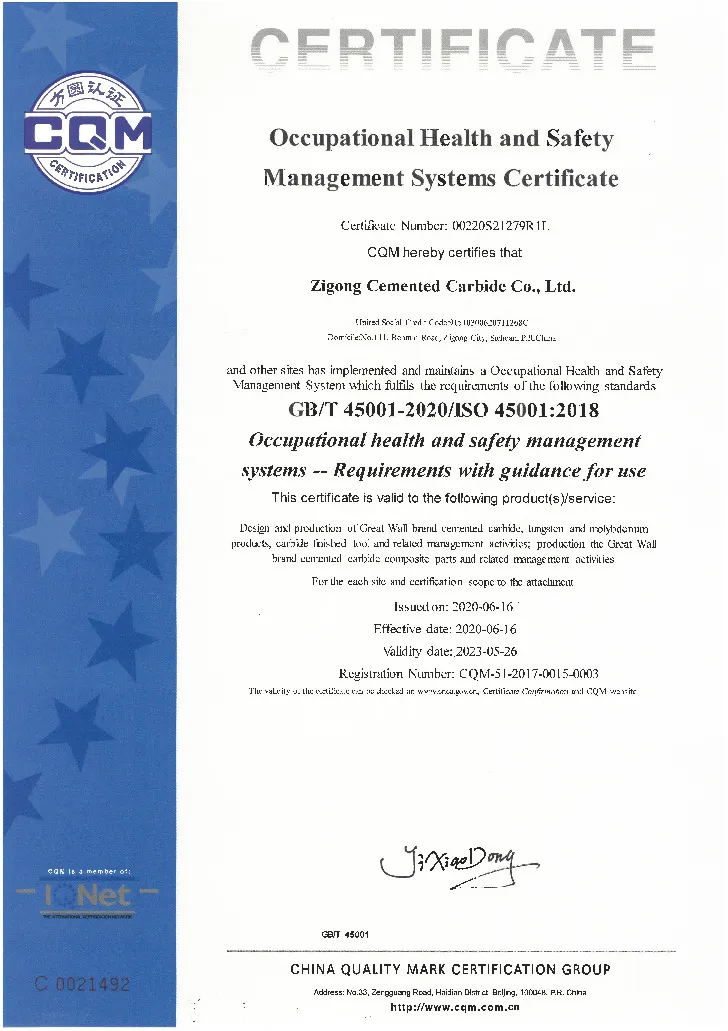 CERTIFICATE
方圆认证
CQM
CERTIFICATION
Occupational Health and Safety
Management Systems Certificate
Certificate Number: 00220S21279R1L
CQM hereby certifies that
Zigong Cemented Carbide Co., Ltd.
United Social Credit Code:
Domicile:No.111, Road, Zigong City, Sichuan P.R.China
and other sites has implemented and maintains a Occupational Health and Safety
Management System which fulfils the requirements of the following standards
GB/T 45001-2020/ISO 45001:2018
Occupational health and safety management
systems -- Requirements with guidance for use
This certificate is valid to the following product(s)/service:
Design and production of Great Wall brand cemented carbide, tungsten and molybdenum
products, carbide finished tool and related management activities; production the Great Wall
brand cemented carbide composite parts and related management activities
For the each site and certification scope to the attachment
Issued on: 2020-06-16
Effective date: 2020-06-16
Validity date: 2023-05-26
Registration Number: CQM-51-2017-0015-0003
The validity of the certificate can be checked on www.cnca.gov.cn, Certificate Confirmation and CQM website
Yi XiaoDong
CQM is a member of:
IQNet
THE INTERNATIONAL CERTIFICATION NETWORK
GB/T 45001
C 0021492
CHINA QUALITY MARK CERTIFICATION GROUP
Address: No.33, Zengguang Road, Haidian District Beijing, 100048, P.R. China
http://www.cqm.com.cn